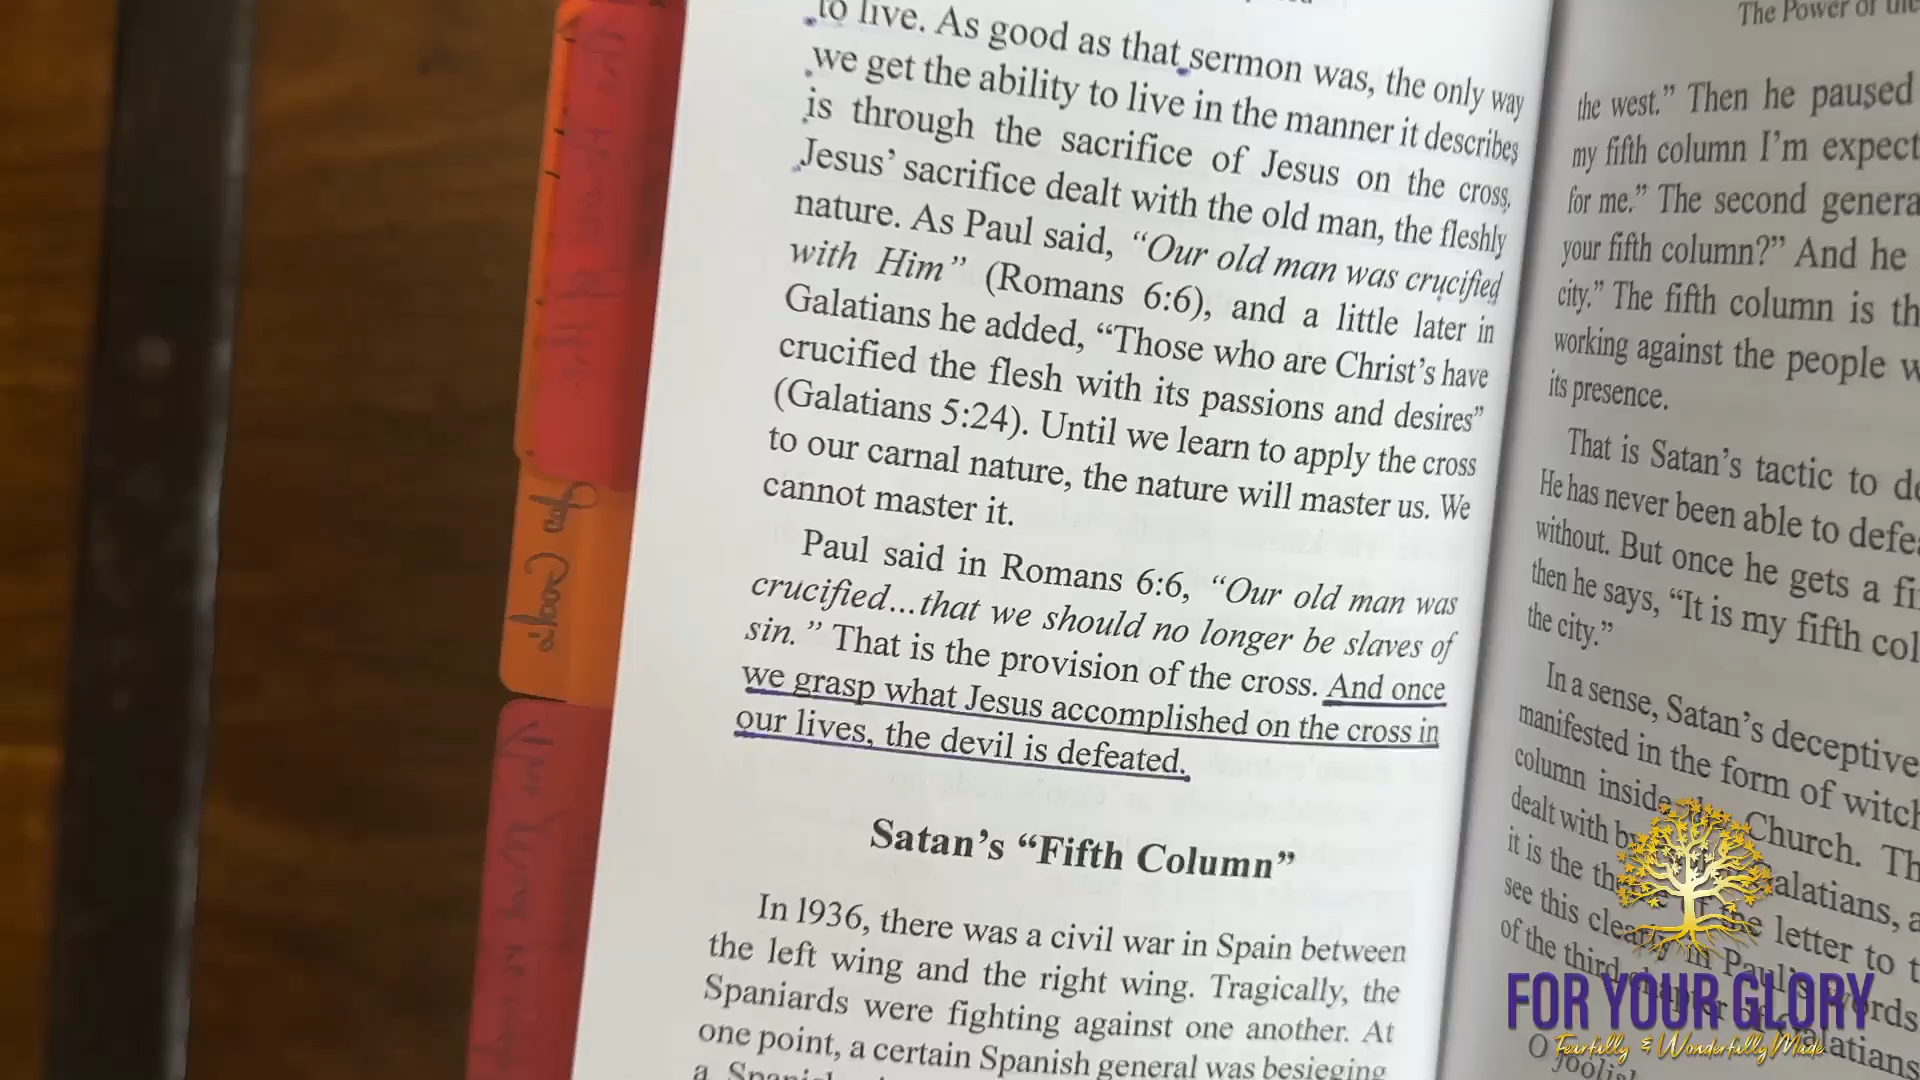 to live. As good as that sermon was, the only way
we get the ability to live in the manner it describes
is through the sacrifice of Jesus on the cross.
Jesus' sacrifice dealt with the old man, the fleshly
nature. As Paul said, “Our old man was crucified
with Him” (Romans 6:6), and a little later in
Galatians he added, “Those who are Christ's have
crucified the flesh with its passions and desires”
(Galatians 5:24). Until we learn to apply the cross
to our carnal nature, the nature will master us. We
cannot master it.
Paul said in Romans 6:6, “Our old man was
crucified...that we should no longer be slaves of
sin.” That is the provision of the cross. And once
we grasp what Jesus accomplished on the cross in
our lives, the devil is defeated.
Satan's “Fifth Column”
In 1936, there was a civil war in Spain between
the left wing and the right wing. Tragically, the
Spaniards were fighting against one another. At
one point, a certain Spanish general was besieging
a
The Power of the
the west.” Then he paused
my fifth column I'm
for me.” The second
your fifth column?” And he
city.” The fifth column is
working against the people
its presence.
That is Satan's tactic to
He has never been able to
without. But once he gets a
then he says, “It is my fifth
the city.”
In a sense, Satan's deceptive
manifested in the form of
column inside Church.
dealt with Galatians,
it is the the letter to
see this Paul's words
of the third
O foolish
FOR YOUR GLORY
Fearfully & Wonderfully Made